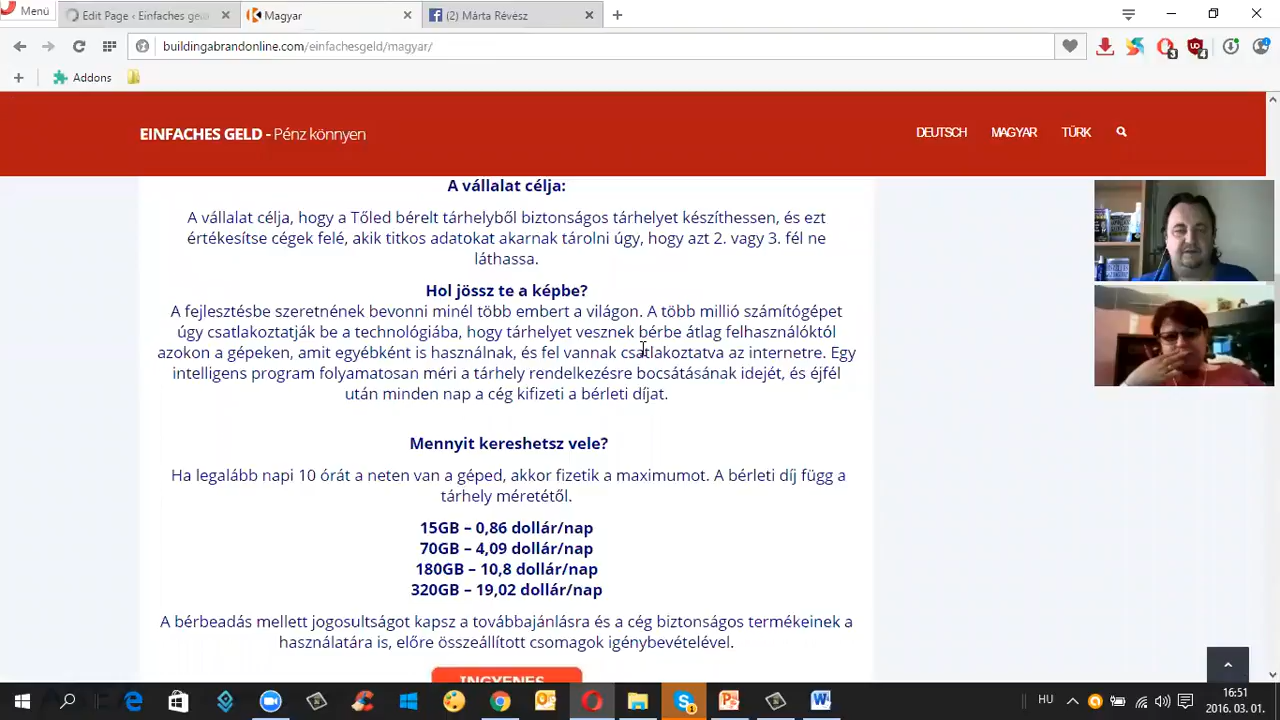 Menü
Edit Page ‹ Einfaches gel
Magyar
(2) Márta Révész
buildingabrandonline.com/einfachesgeld/magyar/
3
4
Addons
EINFACHES GELD - Pénz könnyen
DEUTSCH MAGYAR TÜRK
A vállalat célja:
A vállalat célja, hogy a Tőled bérelt tárhelyből biztonságos tárhelyet készíthessen, és ezt
értékesítse cégek felé, akik titkos adatokat akarnak tárolni úgy, hogy azt 2. vagy 3. fél ne
láthassa.
Hol jössz te a képbe?
A fejlesztésbe szeretnének bevonni minél több embert a világon. A több millió számítógépet
úgy csatlakoztatják be a technológiába, hogy tárhelyet vesznek bérbe átlag felhasználóktól
azokon a gépeken, amit egyébként is használnak, és fel vannak csatlakoztatva az internetre. Egy
intelligens program folyamatosan méri a tárhely rendelkezésre bocsátásának idejét, és éjfél
után minden nap a cég kifizeti a bérleti díjat.
Mennyit kereshetsz vele?
Ha legalább napi 10 órát a neten van a géped, akkor fizetik a maximumot. A bérleti díj függ a
tárhely méretétől.
15GB – 0,86 dollár/nap
70GB – 4,09 dollár/nap
180GB – 10,8 dollár/nap
320GB – 19,02 dollár/nap
A bérbeadás mellett jogosultságot kapsz a továbbajánlásra és a cég biztonságos termékeinek a
használatára is, előre összeállított csomagok igénybevételével.
INGYENES
HU
16:51
2016. 03. 01.